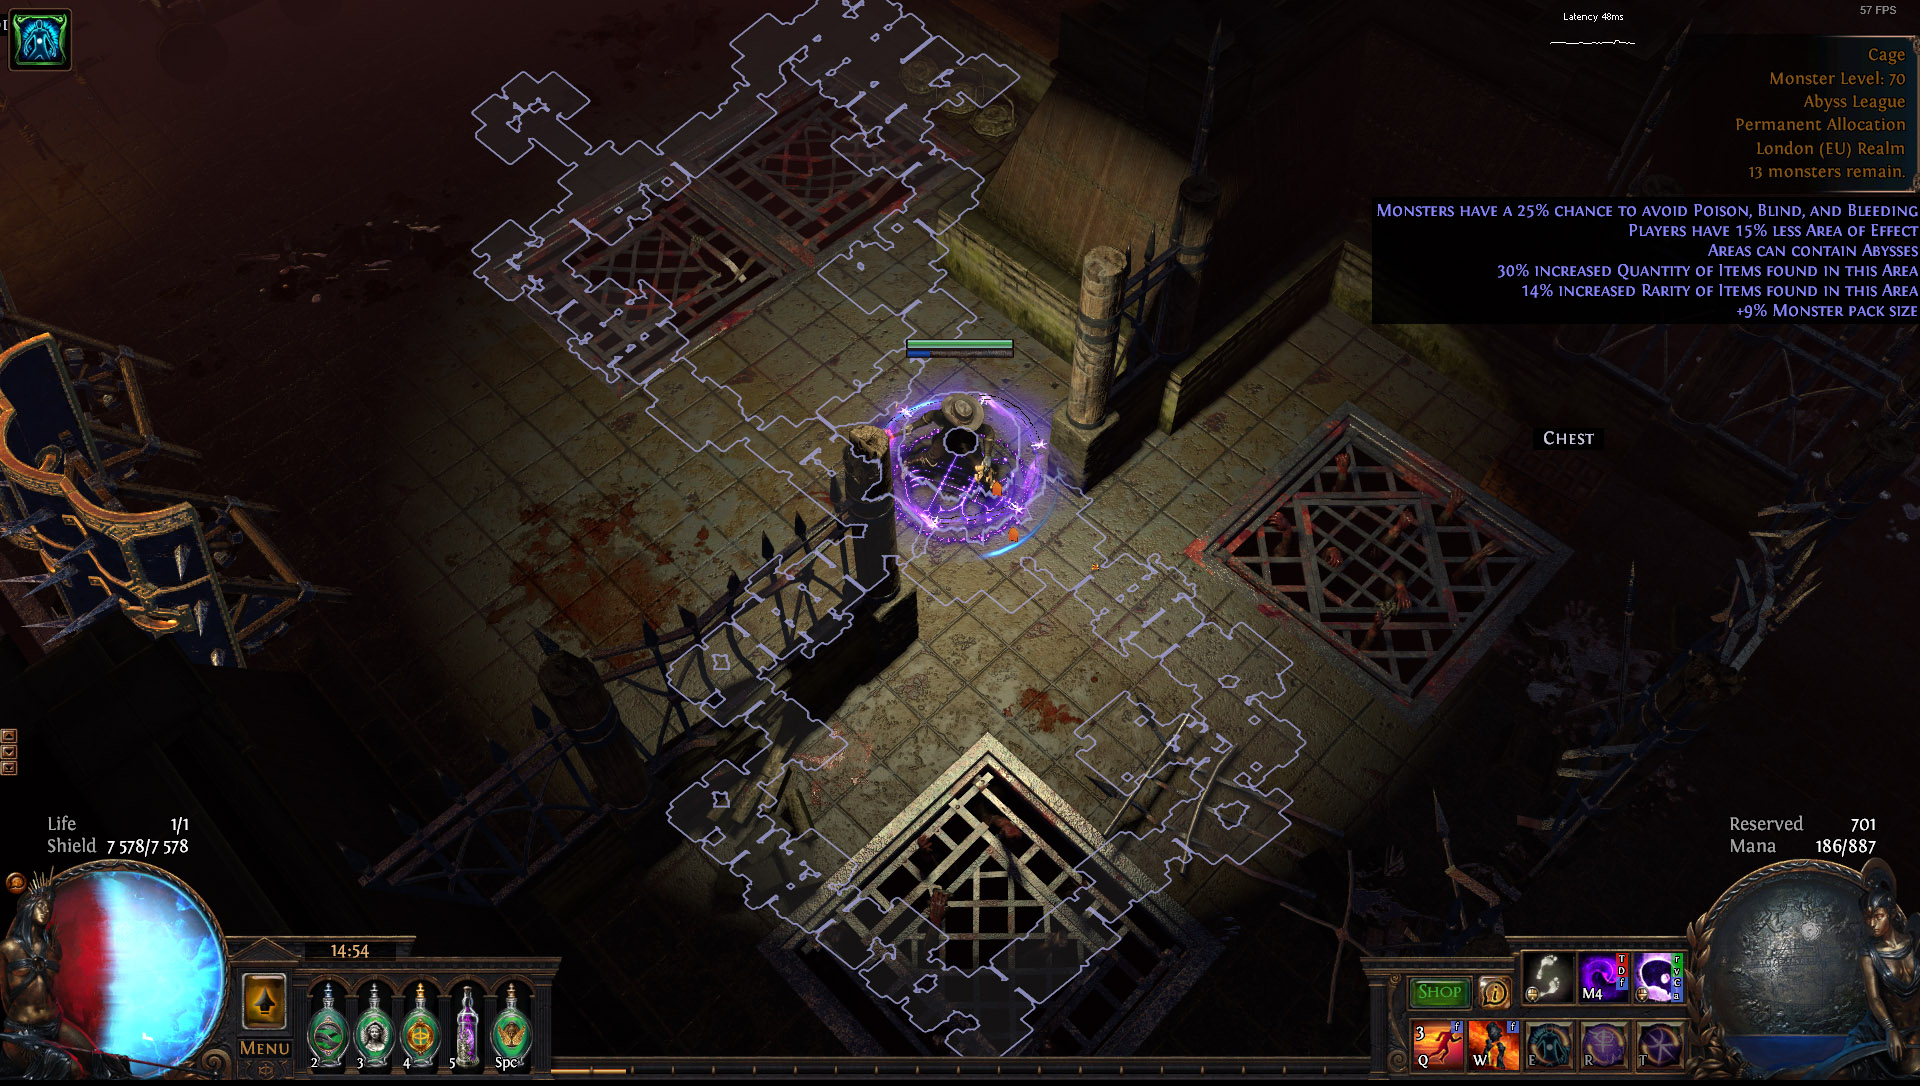 Latency 48ms
57 FPS
Cage
Monster Level: 70
Abyss League
Permanent Allocation
London (EU) Realm
13 monsters remain.
Monsters have a 25% chance to avoid Poison, Blind, and Bleeding
Players have 15% less Area of Effect
Areas can contain Abysses
30% increased Quantity of Items found in this Area
14% increased Rarity of Items found in this Area
+9% Monster pack size
Chest
Life 1/1
Shield 7 578/7 578
Reserved 701
Mana 186/887
14:54
Menu
2 3 4 5 Spc
Shop
M4
T
D
f
r
v
C
a
3 f f
Q W E R T